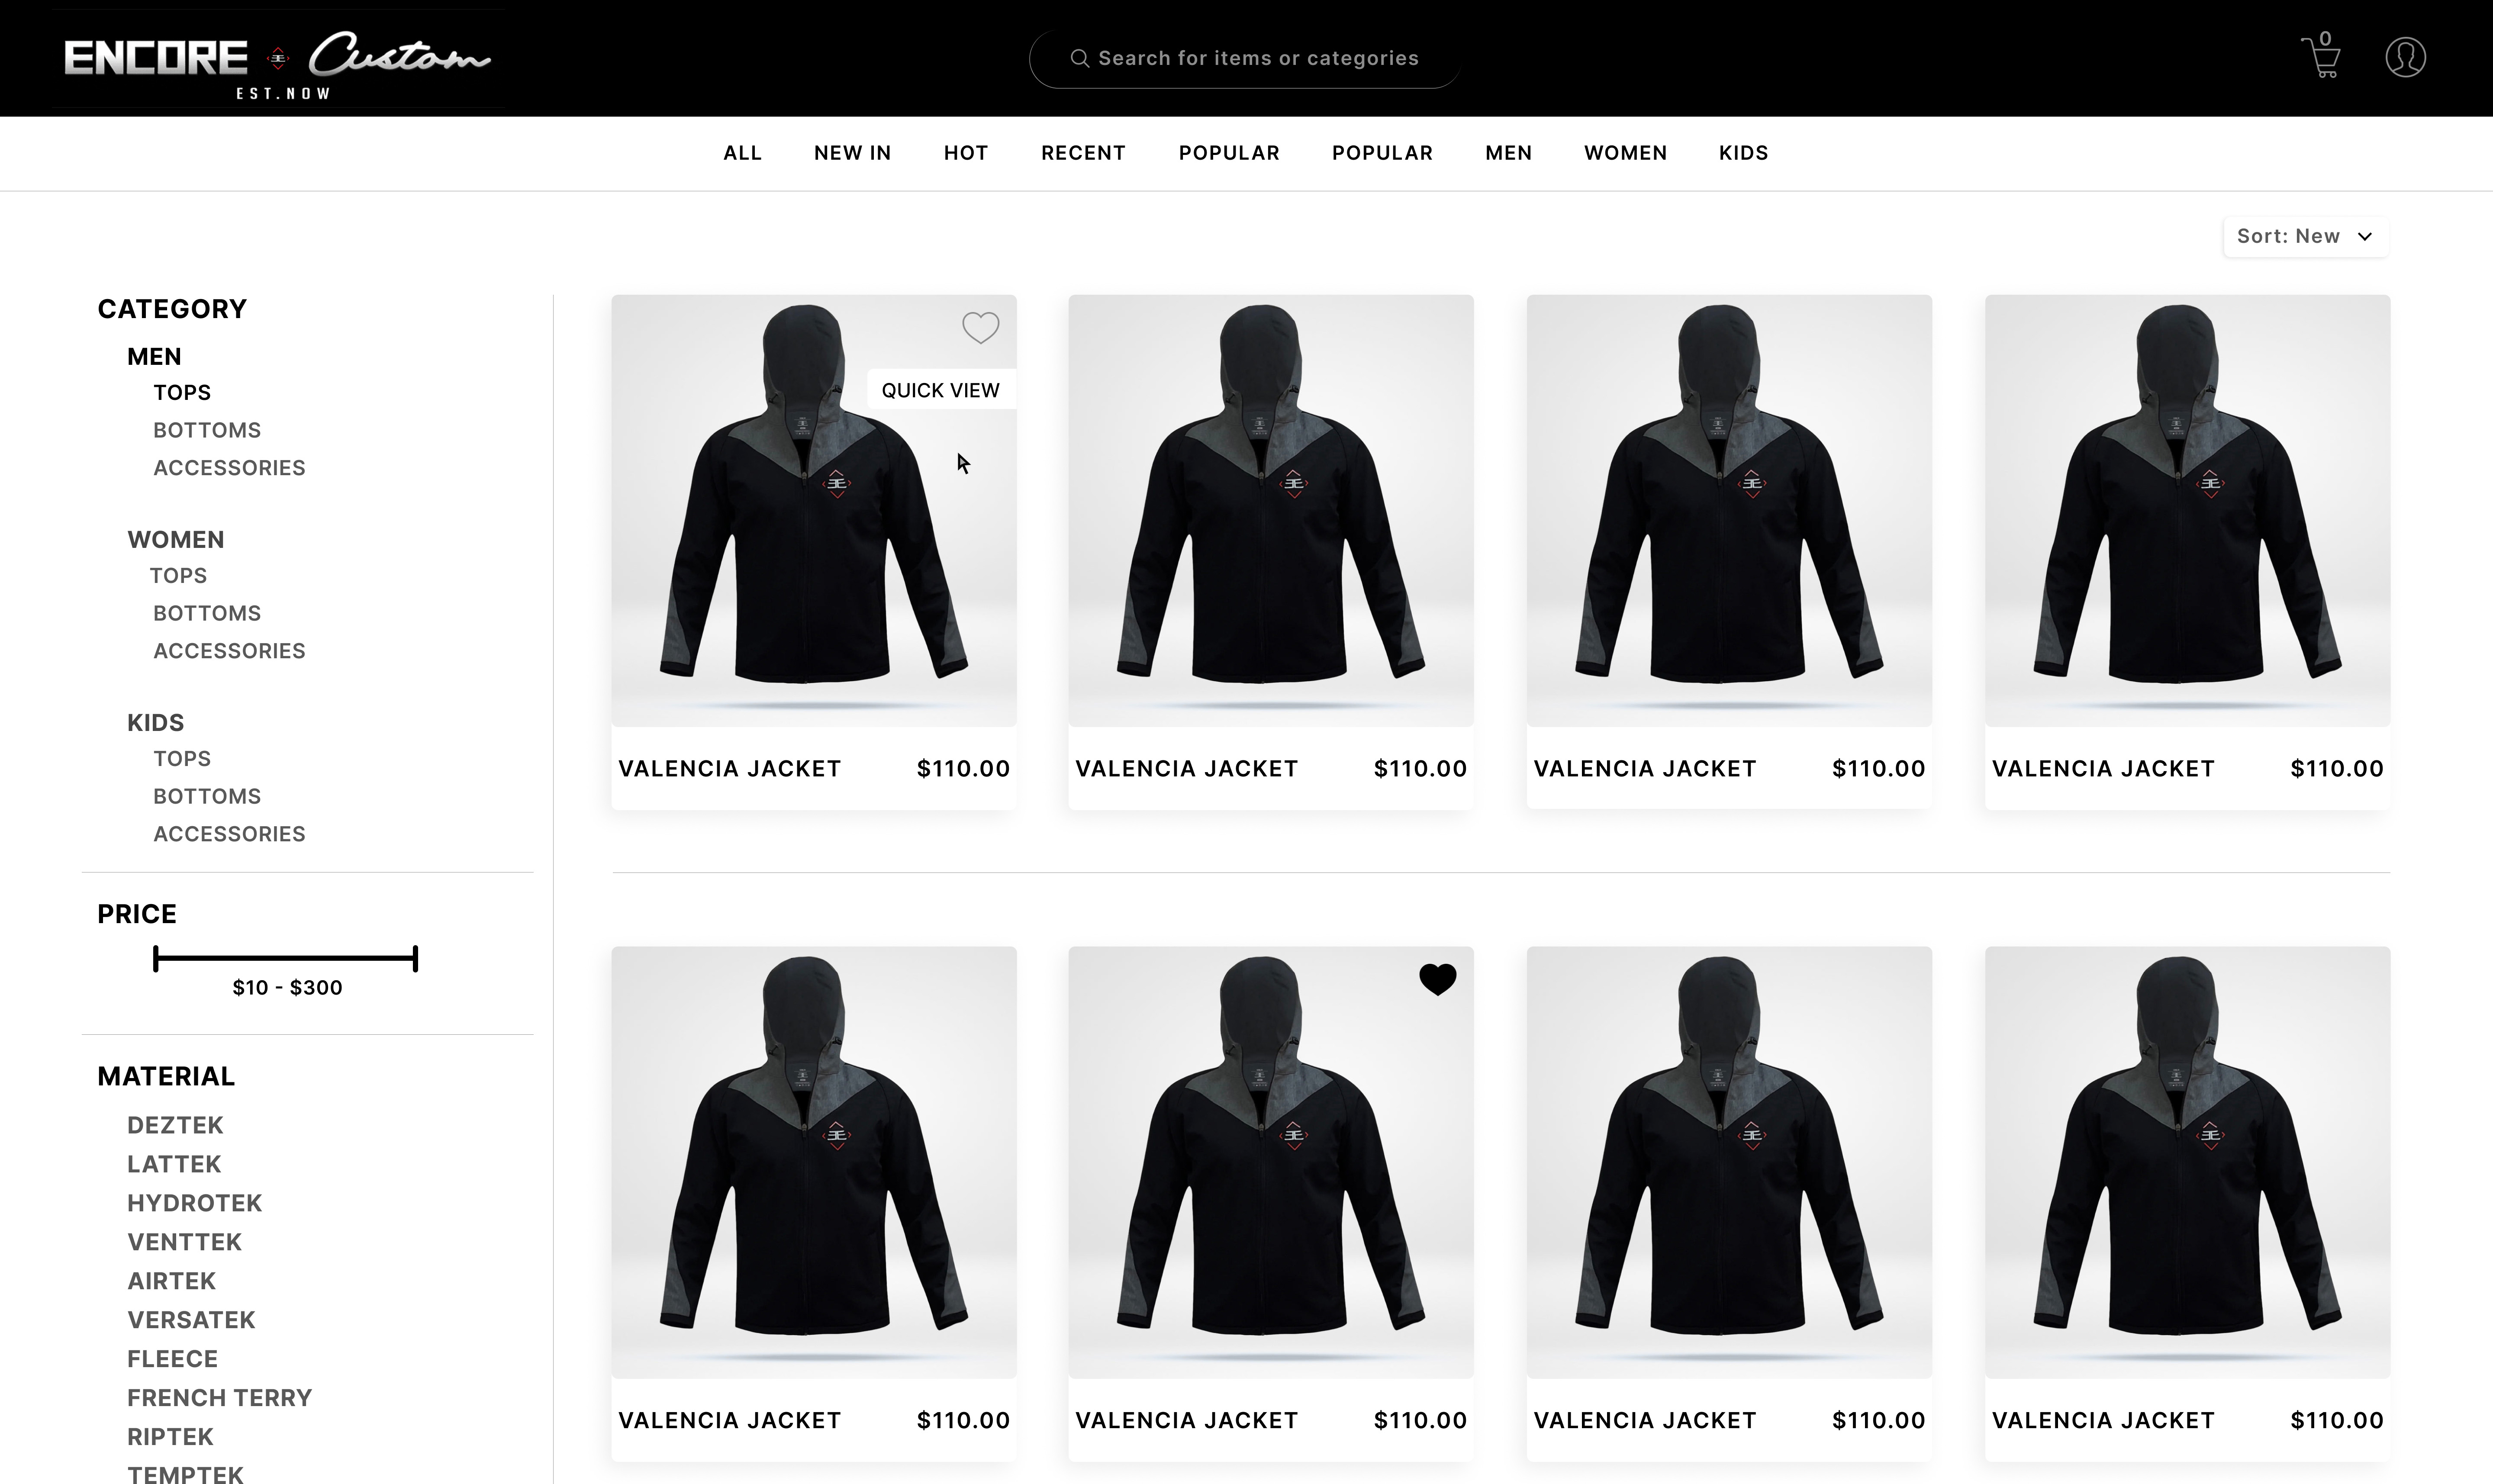 ENCORE Custom
EST.NOW
Search for items or categories
0
ALL NEW IN HOT RECENT POPULAR POPULAR MEN WOMEN KIDS
Sort: New
CATEGORY
MEN
TOPS
BOTTOMS
ACCESSORIES
WOMEN
TOPS
BOTTOMS
ACCESSORIES
KIDS
TOPS
BOTTOMS
ACCESSORIES
PRICE
$10 - $300
MATERIAL
DEZTEK
LATTEK
HYDROTEK
VENTTEK
AIRTEK
VERSATEK
FLEECE
FRENCH TERRY
RIPTEK
TEMPTEK
QUICK VIEW
VALENCIA JACKET $110.00
VALENCIA JACKET $110.00
VALENCIA JACKET $110.00
VALENCIA JACKET $110.00
VALENCIA JACKET $110.00
VALENCIA JACKET $110.00
VALENCIA JACKET $110.00
VALENCIA JACKET $110.00